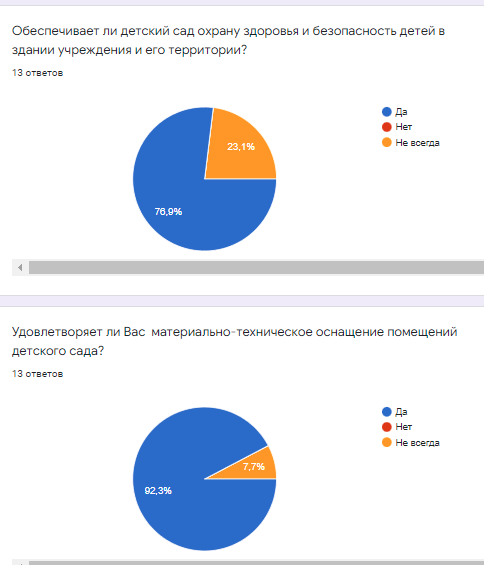 Обеспечивает ли детский сад охрану здоровья и безопасность детей в
здании учреждения и его территории?
13 ответов
Да
Нет
Не всегда
23,1%
76,9%
Удовлетворяет ли Вас  материально-техническое оснащение помещений
детского сада?
13 ответов
Да
Нет
Не всегда
7,7%
92,3%